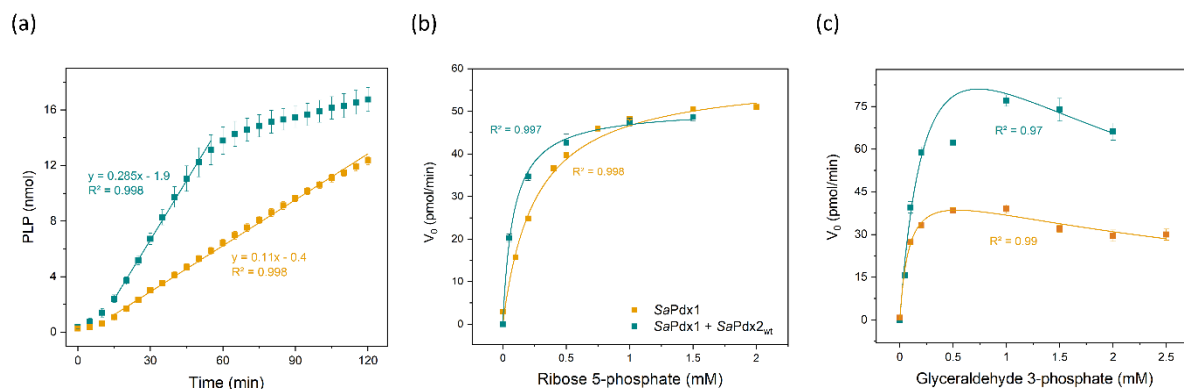 (a)
(b)
(c)
PLP (nmol)
16
12
8
4
0
y = 0.285x - 1.9
R² = 0.998
y = 0.11x - 0.4
R² = 0.998
0 30 60 90 120
Time (min)
V₀ (pmol/min)
60
50
40
30
20
10
0
R² = 0.997
R² = 0.998
SaPdx1
SaPdx1 + SaPdx2wt
0 0.5 1 1.5 2
Ribose 5-phosphate (mM)
V₀ (pmol/min)
75
60
45
30
15
0
R² = 0.97
R² = 0.99
0 0.5 1.0 1.5 2.0 2.5
Glyceraldehyde 3-phosphate (mM)